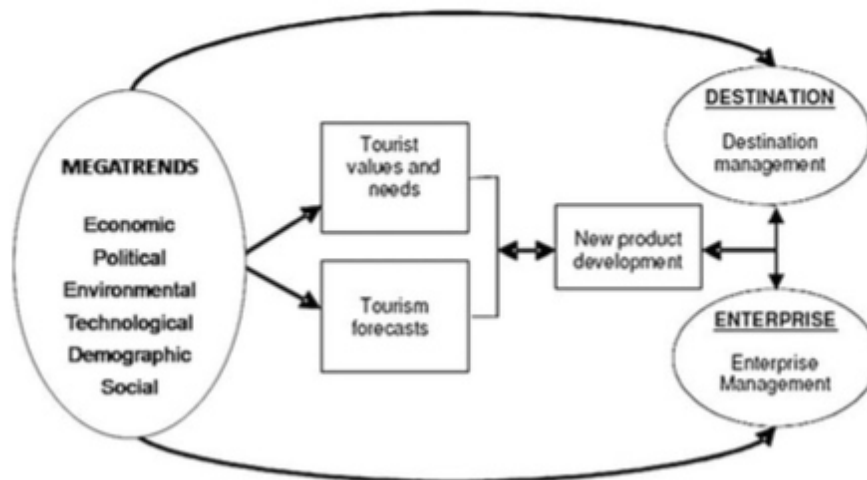 MEGATRENDS
Economic
Political
Environmental
Technological
Demographic
Social
Tourist
values and
needs
Tourism
forecasts
New product
development
DESTINATION
Destination
management
ENTERPRISE
Enterprise
Management